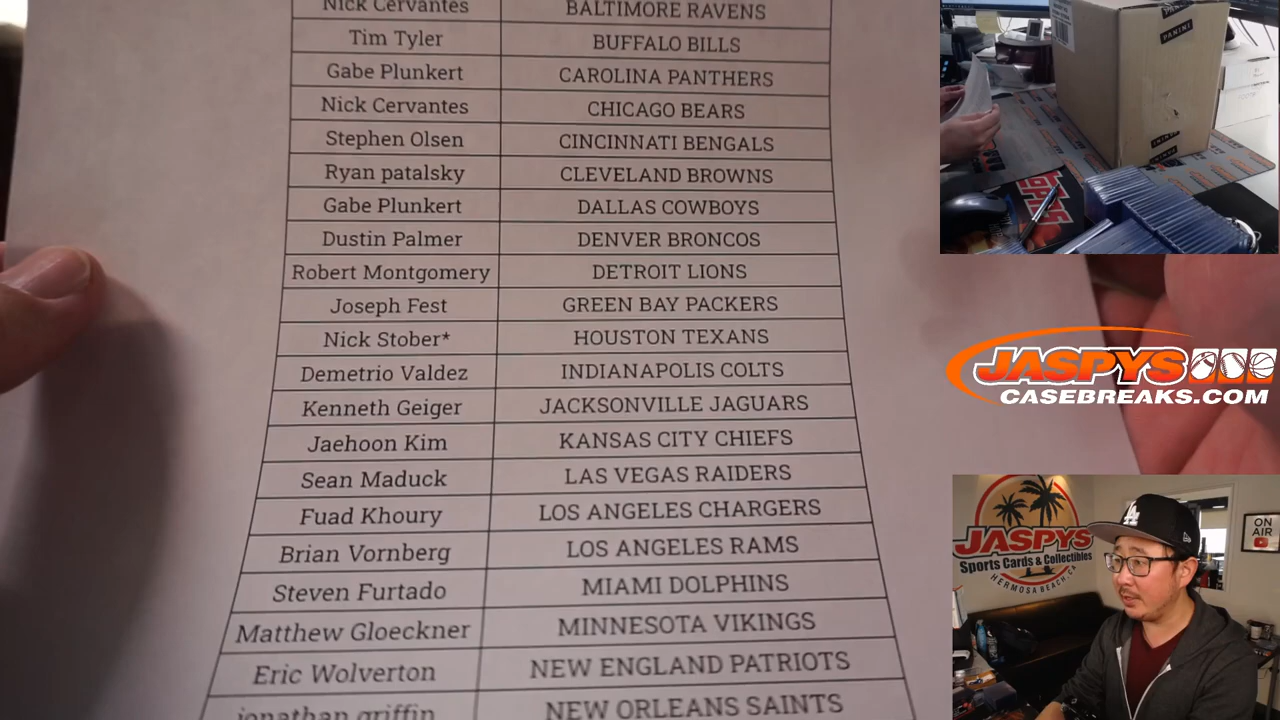 Nick Cervantes BALTIMORE RAVENS
Tim Tyler BUFFALO BILLS
Gabe Plunkert CAROLINA PANTHERS
Nick Cervantes CHICAGO BEARS
Stephen Olsen CINCINNATI BENGALS
Ryan patalsky CLEVELAND BROWNS
Gabe Plunkert DALLAS COWBOYS
Dustin Palmer DENVER BRONCOS
Robert Montgomery DETROIT LIONS
Joseph Fest GREEN BAY PACKERS
Nick Stober* HOUSTON TEXANS
Demetrio Valdez INDIANAPOLIS COLTS
Kenneth Geiger JACKSONVILLE JAGUARS
Jaehoon Kim KANSAS CITY CHIEFS
Sean Maduck LAS VEGAS RAIDERS
Fuad Khoury LOS ANGELES CHARGERS
Brian Vornberg LOS ANGELES RAMS
Steven Furtado MIAMI DOLPHINS
Matthew Gloeckner MINNESOTA VIKINGS
Eric Wolverton NEW ENGLAND PATRIOTS
jonathan griffin NEW ORLEANS SAINTS
PANINI
JASPYS
CASEBREAKS.COM
JASPYS
Sports Cards & Collectibles
HERMOSA BEACH, CA
LA
ON
AIR